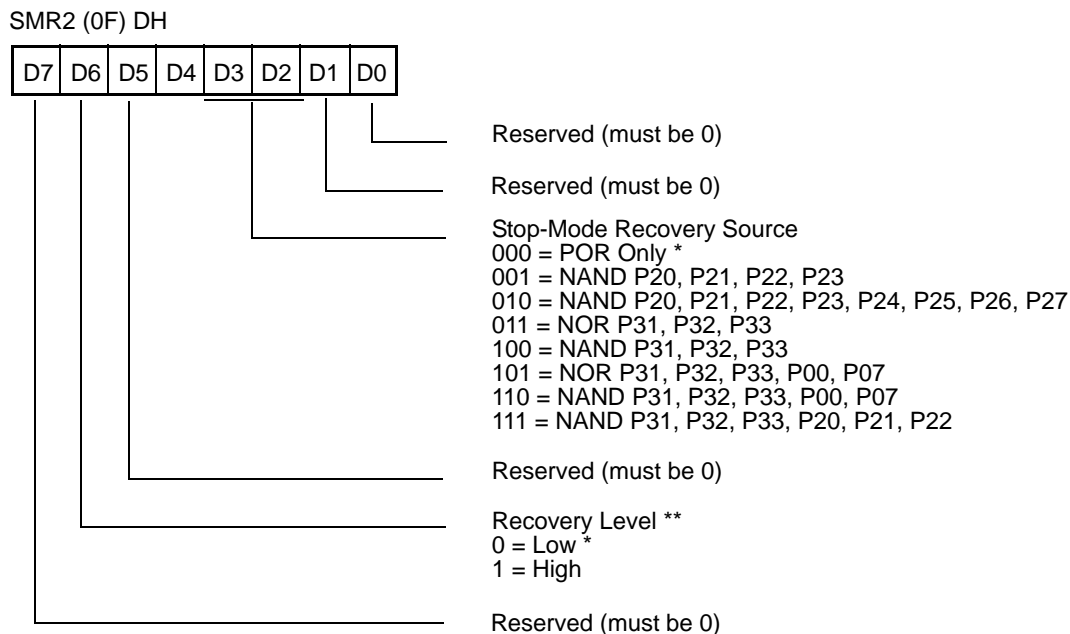 SMR2 (0F) DH
D7 D6 D5 D4 D3 D2 D1 D0
Reserved (must be 0)
Reserved (must be 0)
Stop-Mode Recovery Source
000 = POR Only *
001 = NAND P20, P21, P22, P23
010 = NAND P20, P21, P22, P23, P24, P25, P26, P27
011 = NOR P31, P32, P33
100 = NAND P31, P32, P33
101 = NOR P31, P32, P33, P00, P07
110 = NAND P31, P32, P33, P00, P07
111 = NAND P31, P32, P33, P20, P21, P22
Reserved (must be 0)
Recovery Level **
0 = Low *
1 = High
Reserved (must be 0)